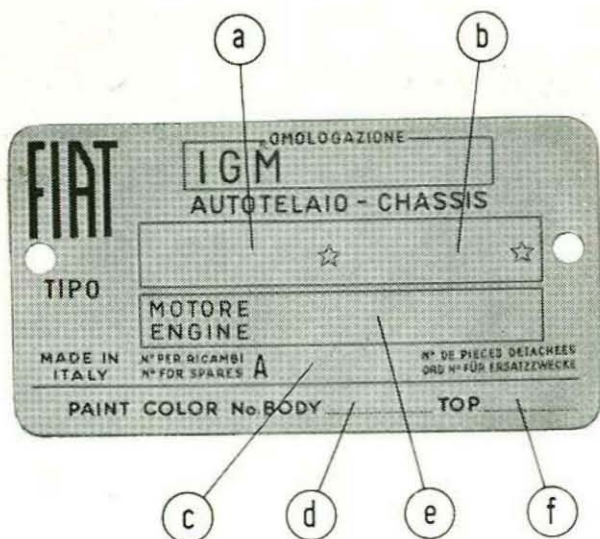 a b
OMOLOGAZIONE
FIAT IGM
AUTOTELAIO - CHASSIS
TIPO
MOTORE
ENGINE
MADE IN
ITALY
Nº PER RICAMBI
Nº FOR SPARES A
Nº DE PIECES DETACHEES
ORD Nº FÜR ERSATZZWECKE
PAINT COLOR No. BODY TOP
c d e f